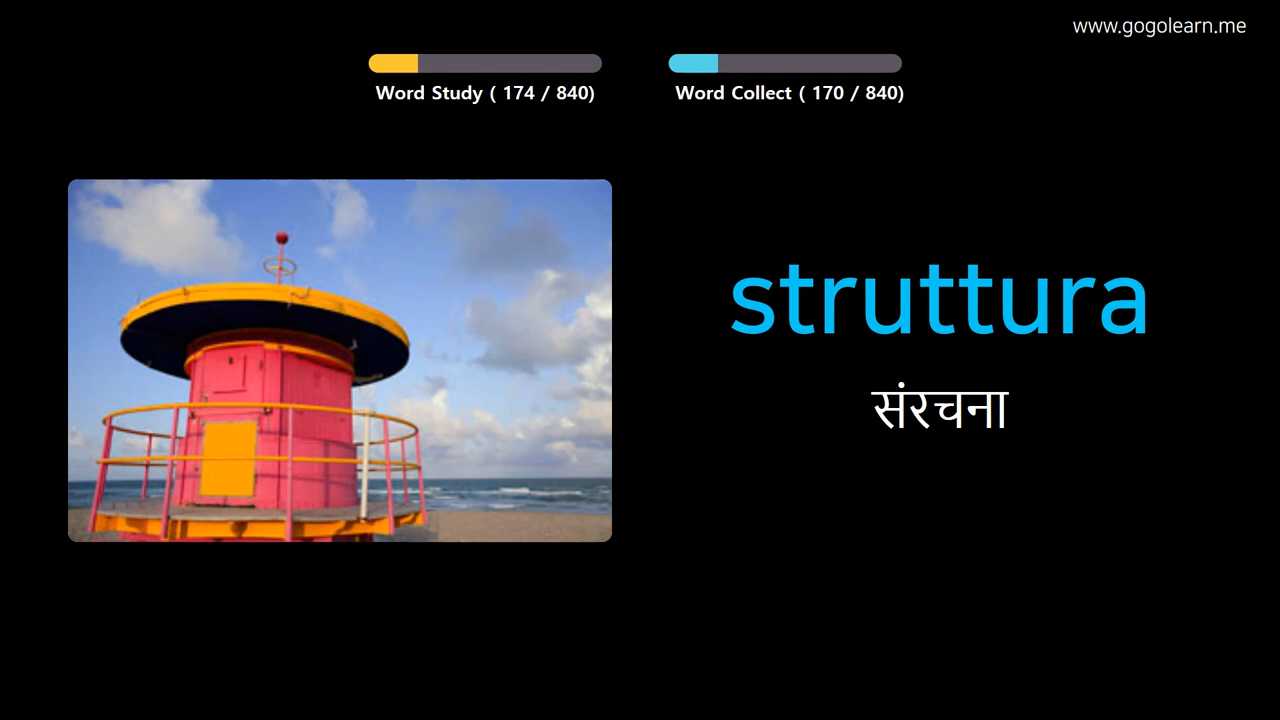 www.gogolearn.me
Word Study ( 174 / 840)
Word Collect ( 170 / 840)
struttura
संरचना